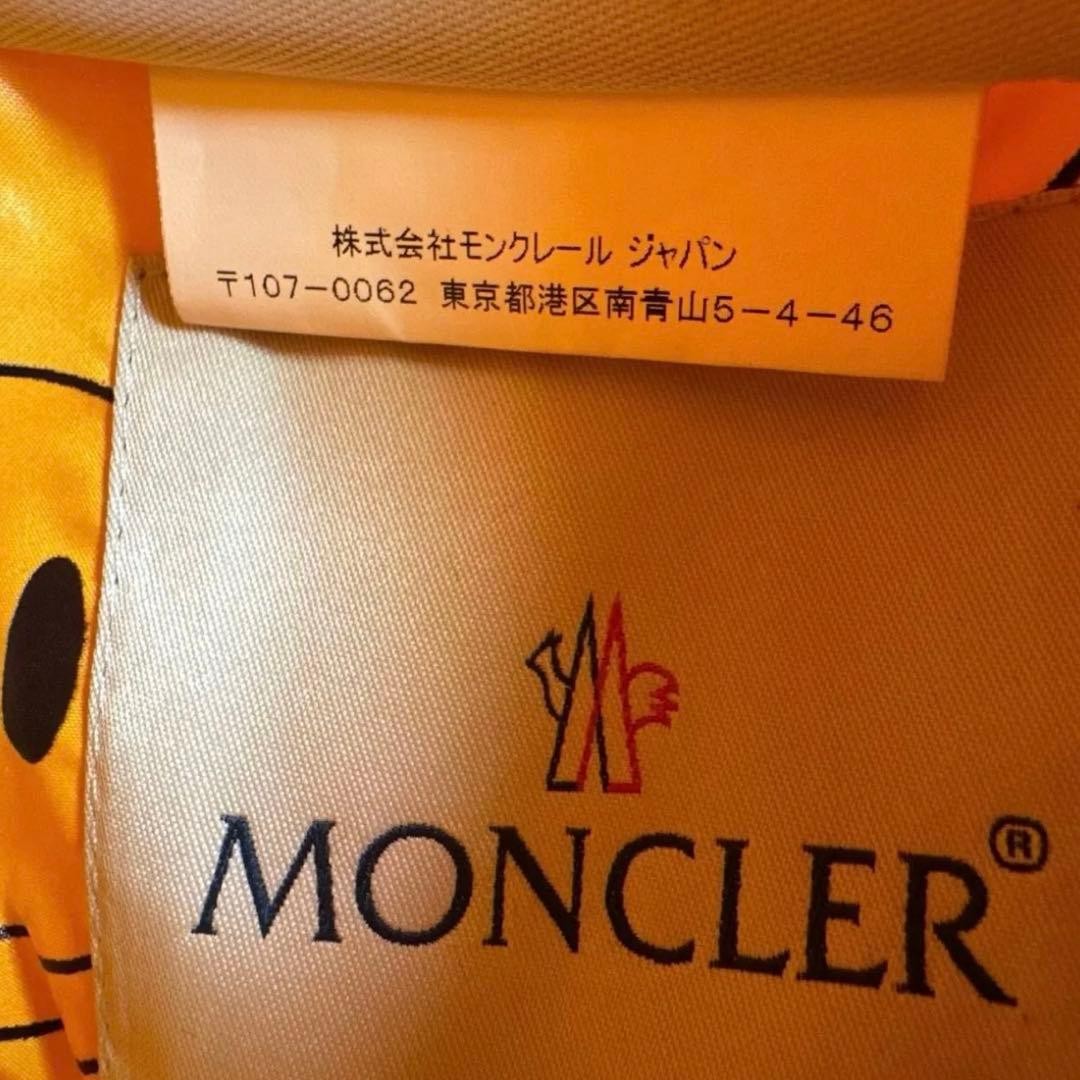 株式会社モンクレール ジャパン
〒107-0062 東京都港区南青山5-4-46
MONCLER®